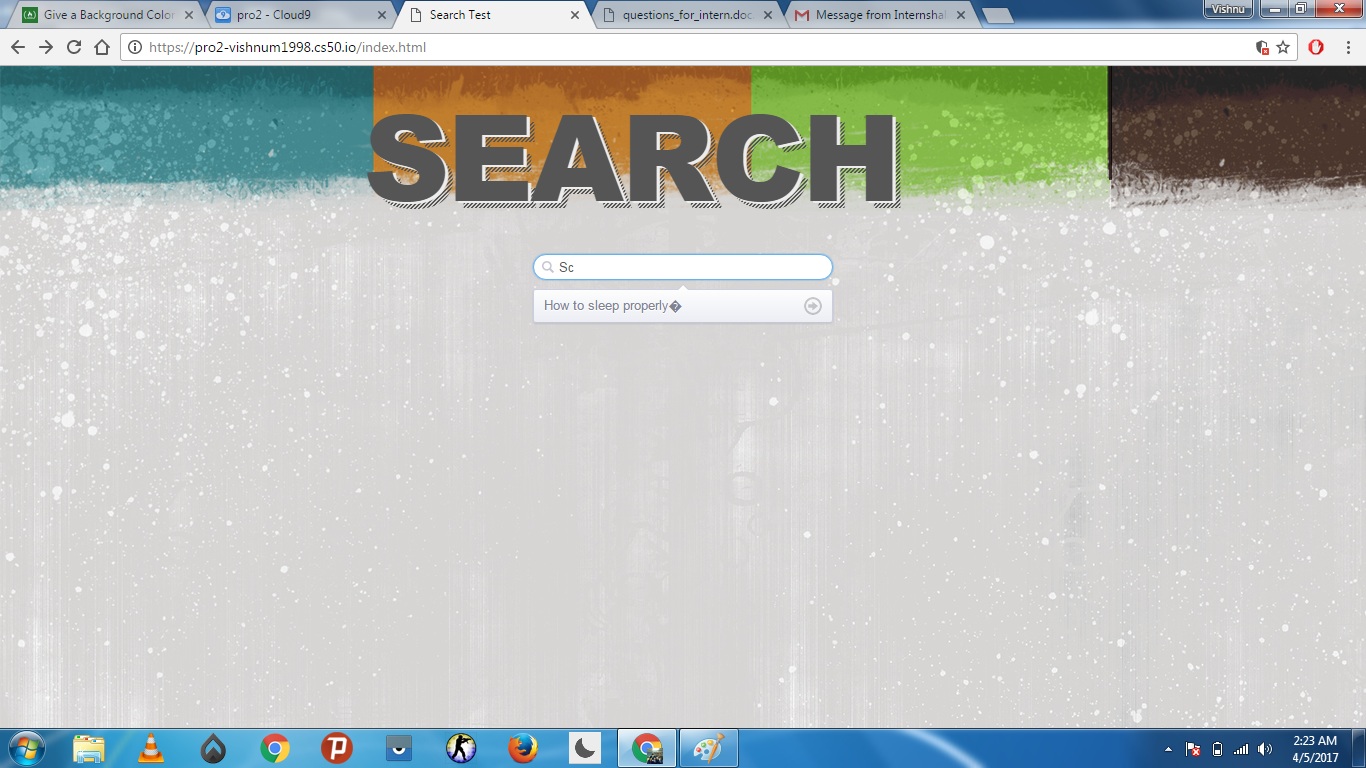 Give a Background Color
pro2 - Cloud9
Search Test
questions_for_intern.doc
Message from Internshal
Vishnu
https://pro2-vishnum1998.cs50.io/index.html
SEARCH
Sc
How to sleep properly�
2:23 AM
4/5/2017